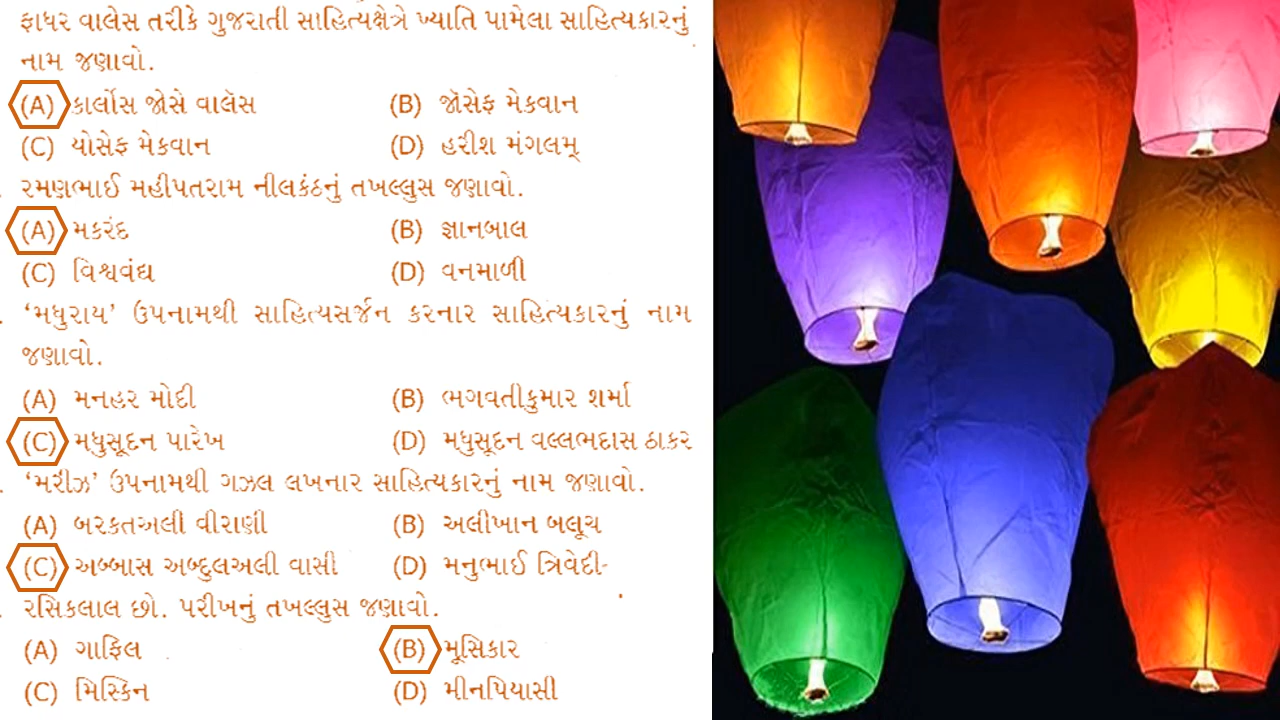 ફાધર વાલેસ તરીકે ગુજરાતી સાહિત્યક્ષેત્રે ખ્યાતિ પામેલા સાહિત્યકારનું
નામ જણાવો.
(A) કાર્લોસ જોસે વાલૅસ (B) જૉસેફ મેકવાન
(C) યોસેફ મેકવાન (D) હરીશ મંગલમ્
રમણભાઈ મહીપતરામ નીલકંઠનું તખલ્લુસ જણાવો.
(A) મકરંદ (B) જ્ઞાનબાલ
(C) વિશ્વવંદ્ય (D) વનમાળી
‘મધુરાય’ ઉપનામથી સાહિત્યસર્જન કરનાર સાહિત્યકારનું નામ
જણાવો.
(A) મનહર મોદી (B) ભગવતીકુમાર શર્મા
(C) મધુસૂદન પારેખ (D) મધુસૂદન વલ્લભદાસ ઠાકર
‘મરીઝ’ ઉપનામથી ગઝલ લખનાર સાહિત્યકારનું નામ જણાવો.
(A) બરકતઅલી વીરાણી (B) અલીખાન બલૂચ
(C) અબ્બાસ અબ્દુલઅલી વાસી (D) મનુભાઈ ત્રિવેદી
રસિકલાલ છો. પરીખનું તખલ્લુસ જણાવો.
(A) ગાફિલ (B) મૂસિકાર
(C) મિસ્કિન (D) મીનપિયાસી